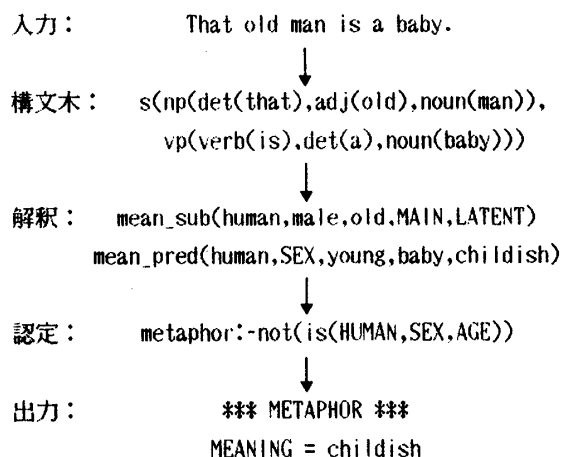 入力： That old man is a baby.
構文木： s(np(det(that),adj(old),noun(man)),
vp(verb(is),det(a),noun(baby)))
解釈： mean_sub(human,male,old,MAIN,LATENT)
mean_pred(human,SEX,young,baby,childish)
認定： metaphor:-not(is(HUMAN,SEX,AGE))
出力： *** METAPHOR ***
MEANING = childish